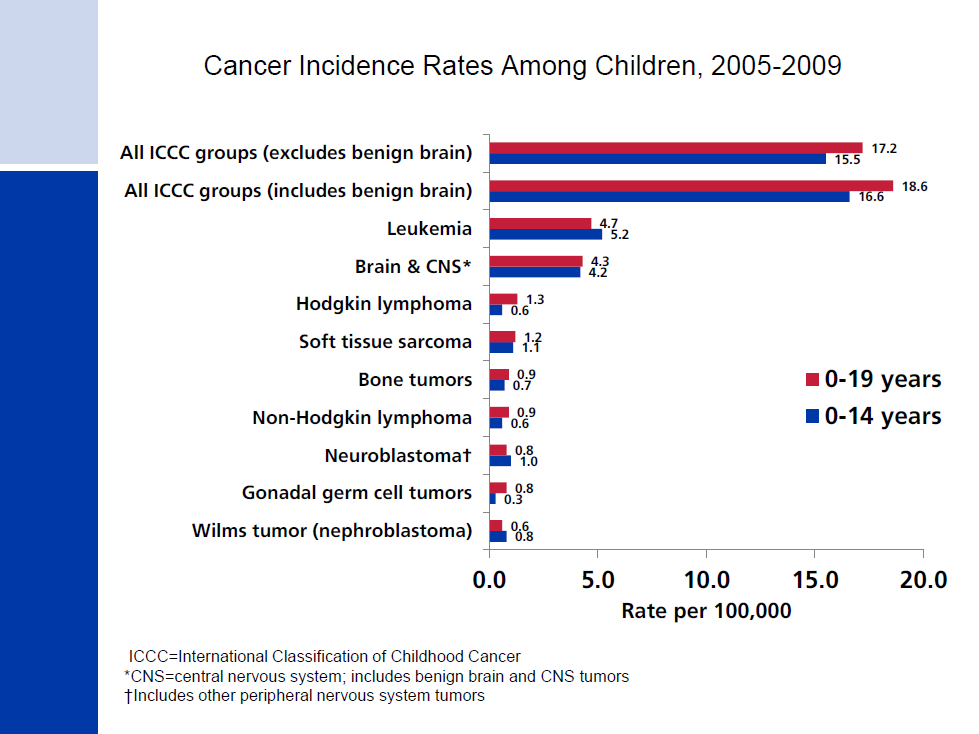 Cancer Incidence Rates Among Children, 2005-2009
All ICCC groups (excludes benign brain)
17.2
15.5
All ICCC groups (includes benign brain)
18.6
16.6
Leukemia
4.7
5.2
Brain & CNS*
4.3
4.2
Hodgkin lymphoma
1.3
0.6
Soft tissue sarcoma
1.2
1.1
Bone tumors
0.9
0.7
0-19 years
Non-Hodgkin lymphoma
0.9
0.6
0-14 years
Neuroblastoma†
0.8
1.0
Gonadal germ cell tumors
0.8
0.3
Wilms tumor (nephroblastoma)
0.6
0.8
0.0 5.0 10.0 15.0 20.0
Rate per 100,000
ICCC=International Classification of Childhood Cancer
*CNS=central nervous system; includes benign brain and CNS tumors
†Includes other peripheral nervous system tumors